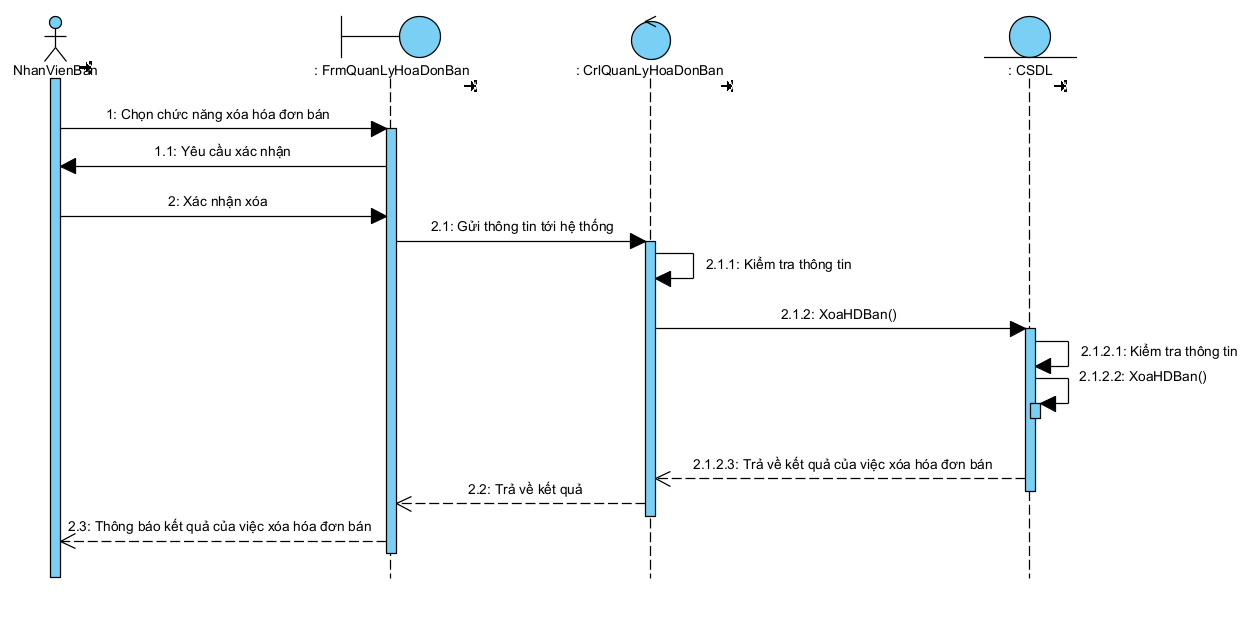 NhanVienBan
: FrmQuanLyHoaDonBan
: CrlQuanLyHoaDonBan
: CSDL
1: Chọn chức năng xóa hóa đơn bán
1.1: Yêu cầu xác nhận
2: Xác nhận xóa
2.1: Gửi thông tin tới hệ thống
2.1.1: Kiểm tra thông tin
2.1.2: XoaHDBan()
2.1.2.1: Kiểm tra thông tin
2.1.2.2: XoaHDBan()
2.1.2.3: Trả về kết quả của việc xóa hóa đơn bán
2.2: Trả về kết quả
2.3: Thông báo kết quả của việc xóa hóa đơn bán